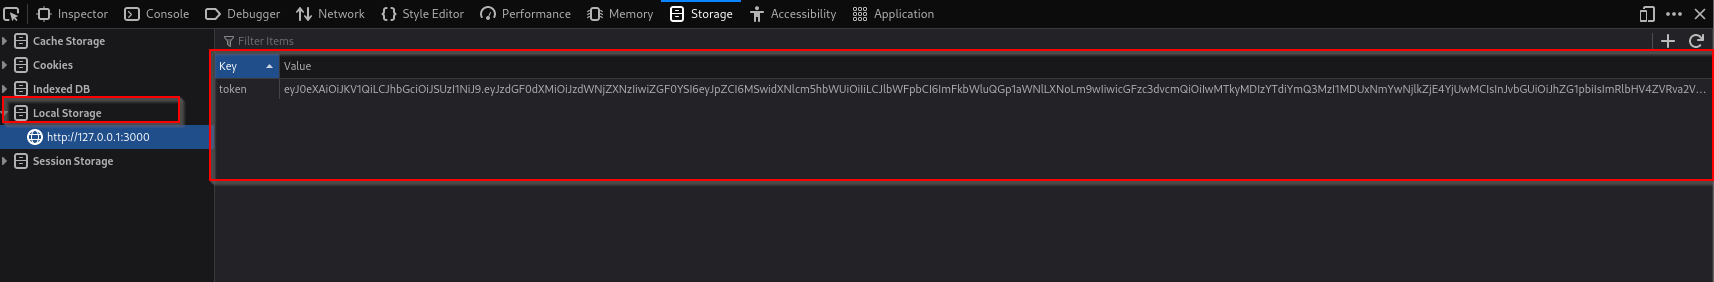 Inspector Console Debugger Network Style Editor Performance Memory Storage Accessibility Application
Cache Storage
Filter Items
Cookies
Key Value
Indexed DB
token eyJ0eXAiOiJKV1QiLCJhbGciOiJSUzI1NiJ9.eyJzdGF0dXMiOiJzdWNjZXNzIiwiZGF0YSI6eyJpZCI6MSwidXNlcm5hbWUiOiIiLCJlbWFpbCI6ImFkbWluQGp1aWNlLXNoLm9wIiwicGFzc3dvcmQiOiIwMTkyMDIzYTdiYmQ3MzI1MDUxNmYwNjlkZjE4YjUwMCIsInJvbGUiOiJhZG1pbiIsImRlbHV4ZVRva2V...
Local Storage
http://127.0.0.1:3000
Session Storage